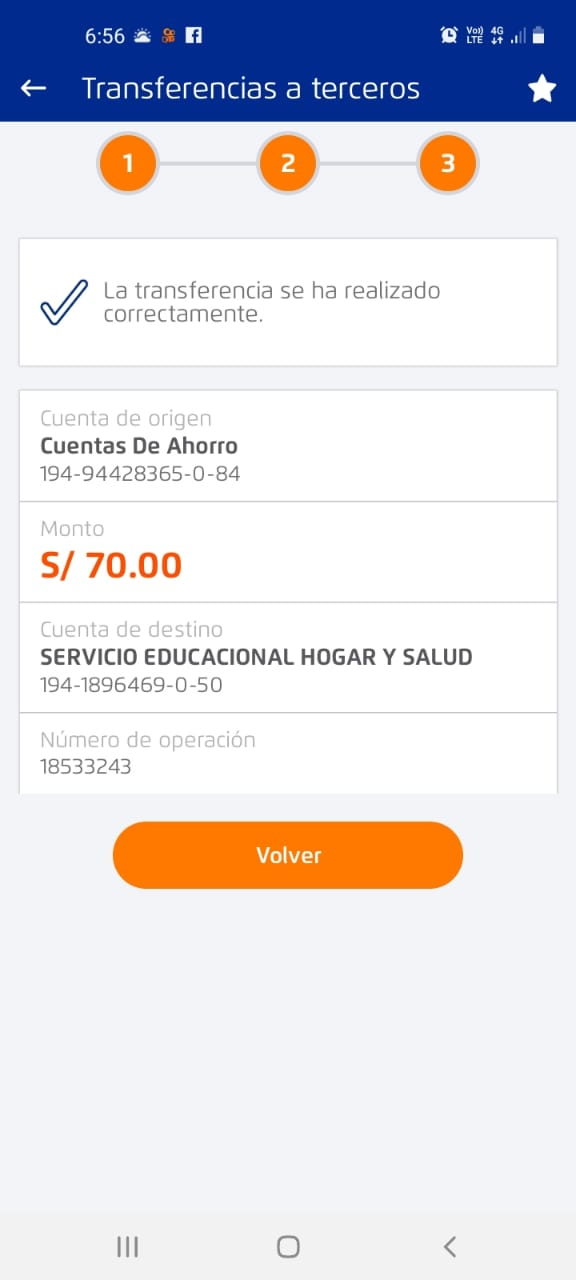 6:56
Vo)) 4G
LTE
Transferencias a terceros
1 2 3
La transferencia se ha realizado
correctamente.
Cuenta de origen
Cuentas De Ahorro
194-94428365-0-84
Monto
S/ 70.00
Cuenta de destino
SERVICIO EDUCACIONAL HOGAR Y SALUD
194-1896469-0-50
Número de operación
18533243
Volver